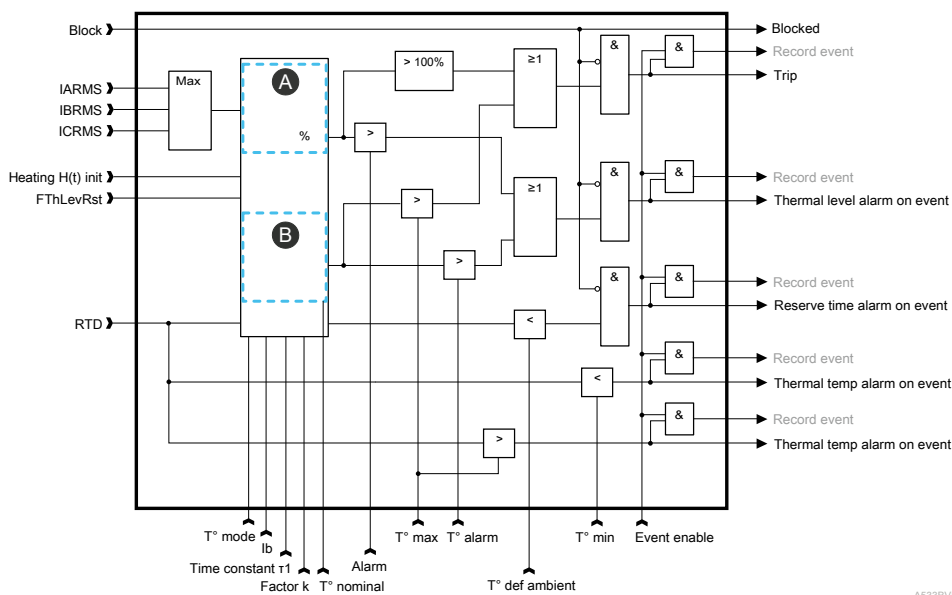 Block
Blocked
&
&
Record event
Trip
> 100%
≥1
Max
A
%
IARMS
IBRMS
ICRMS
>
Heating H(t) init
FThLevRst
&
&
Record event
Thermal level alarm on event
≥1
>
B
>
&
&
Record event
Reserve time alarm on event
RTD
<
&
Record event
<
Thermal temp alarm on event
&
Record event
>
Thermal temp alarm on event
T° mode
Ib
Time constant τ1
Factor k
T° nominal
Alarm
T° max
T° alarm
T° def ambient
T° min
Event enable